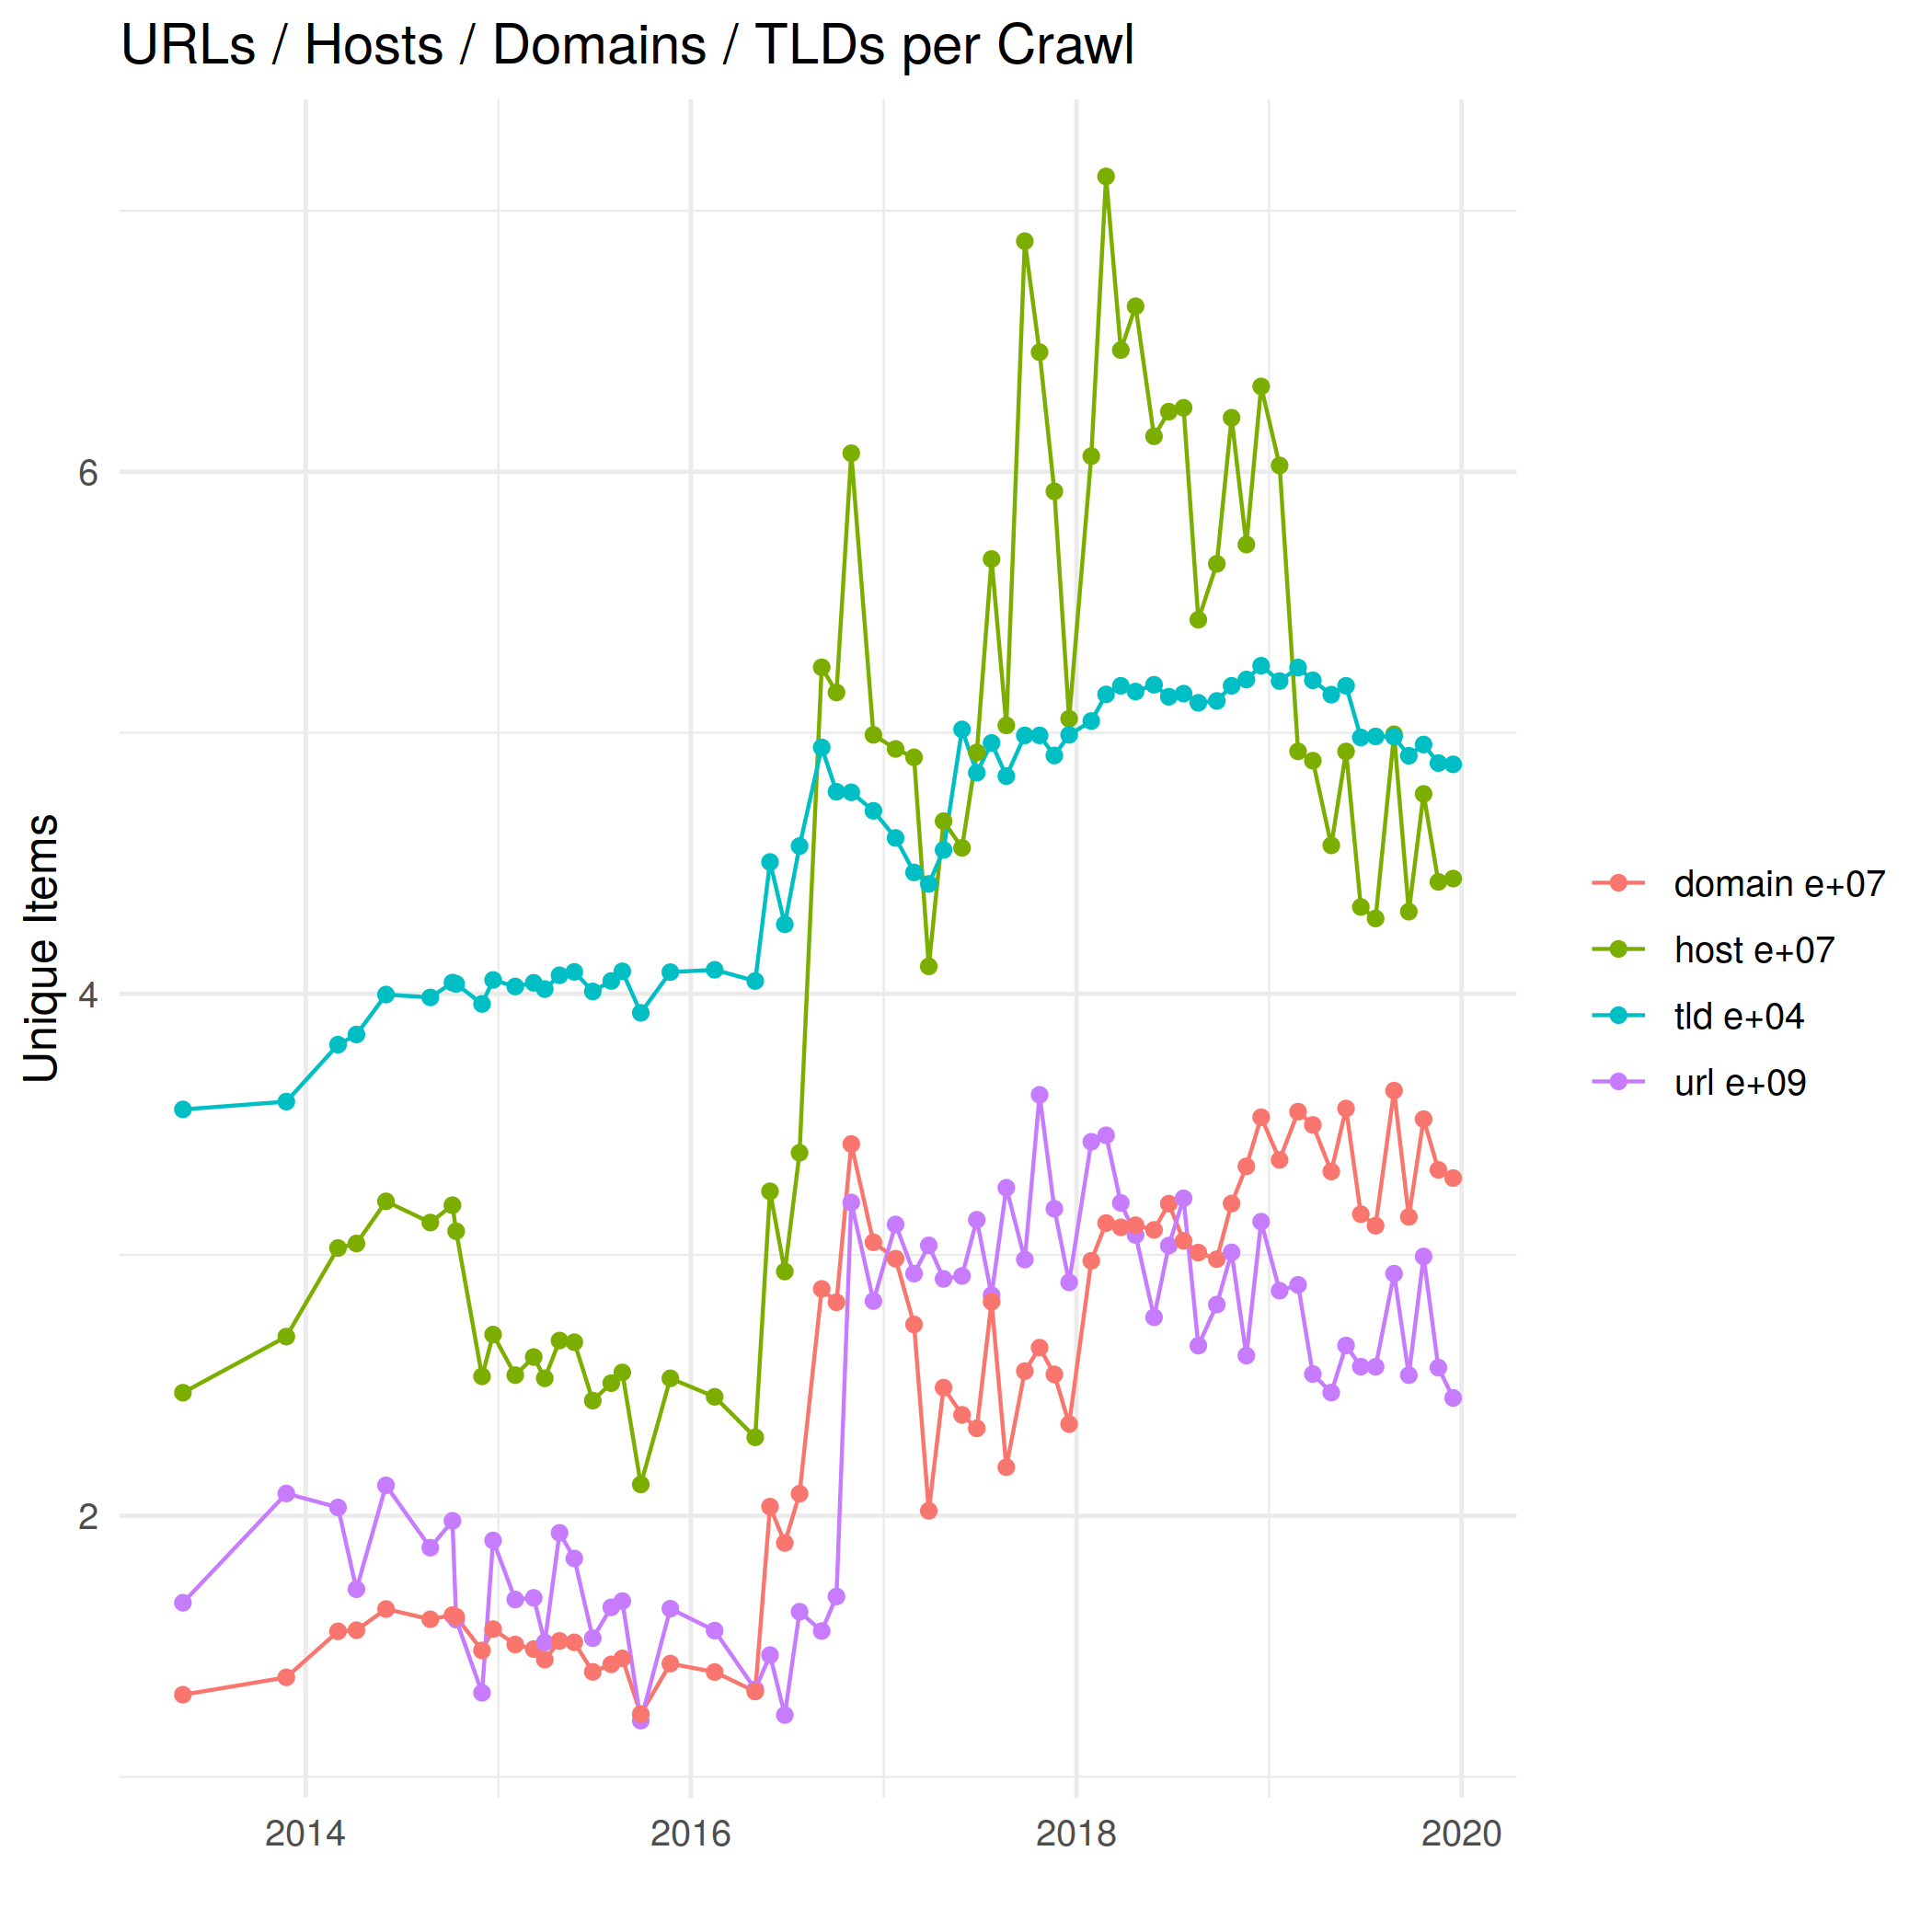 URLs / Hosts / Domains / TLDs per Crawl
Unique Items
6
4
2
2014
2016
2018
2020
domain e+07
host e+07
tld e+04
url e+09